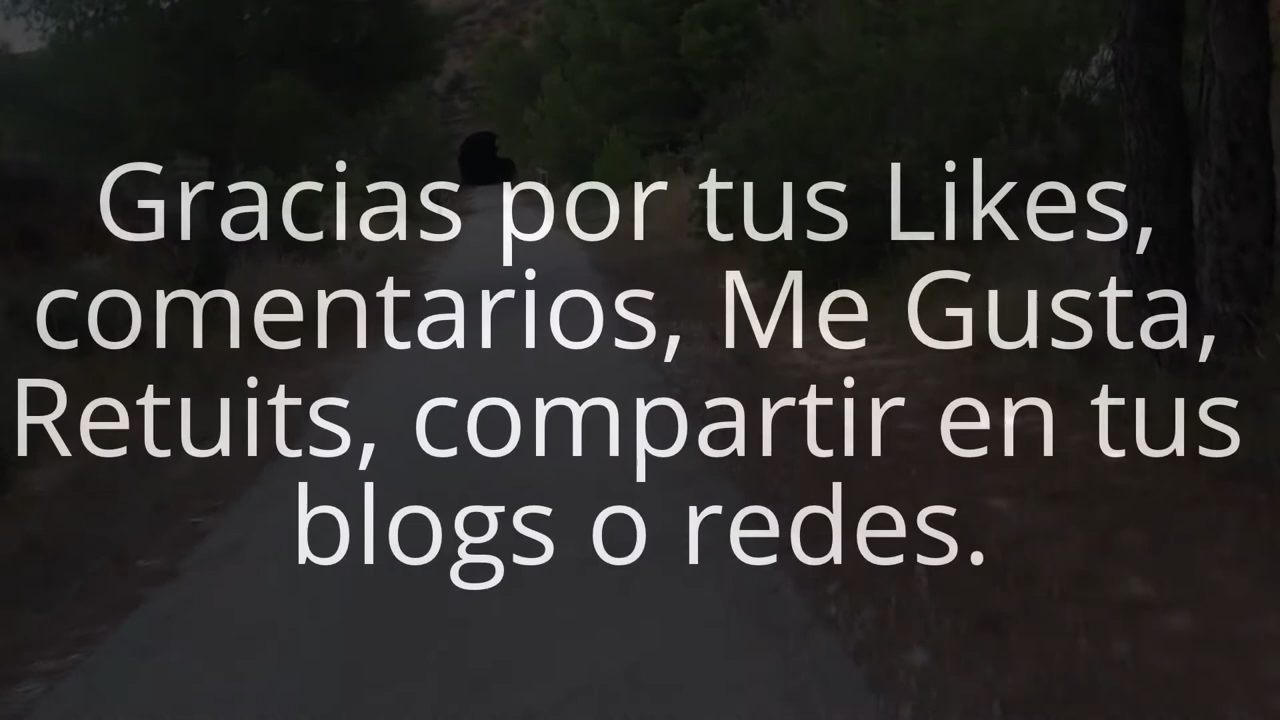 Gracias por tus Likes,
comentarios, Me Gusta,
Retuits, compartir en tus
blogs o redes.